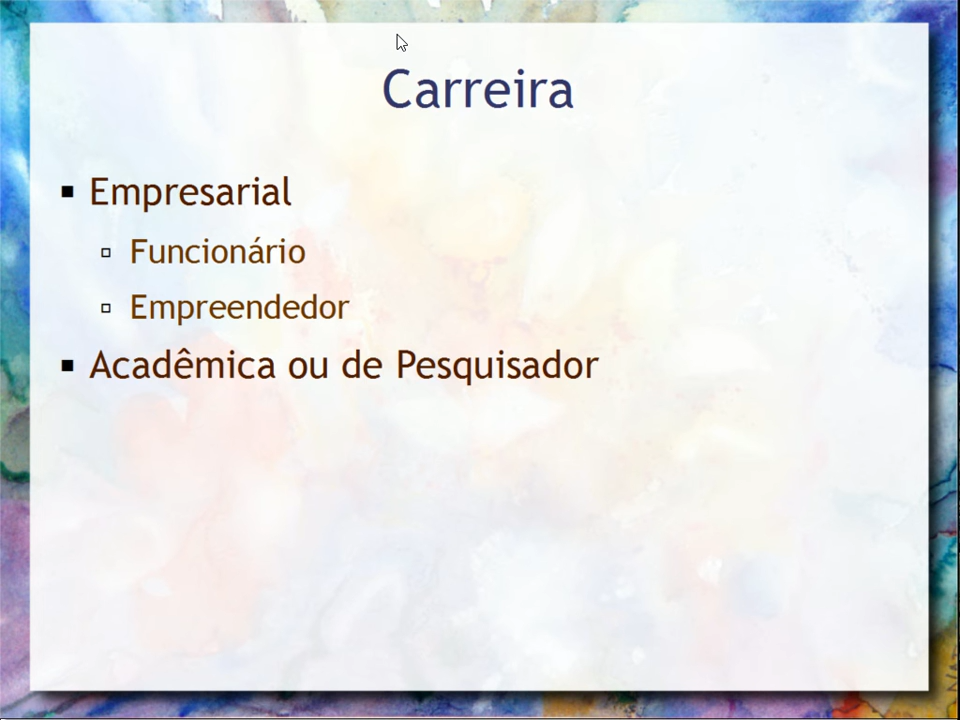 Carreira
Empresarial
Funcionário
Empreendedor
Acadêmica ou de Pesquisador